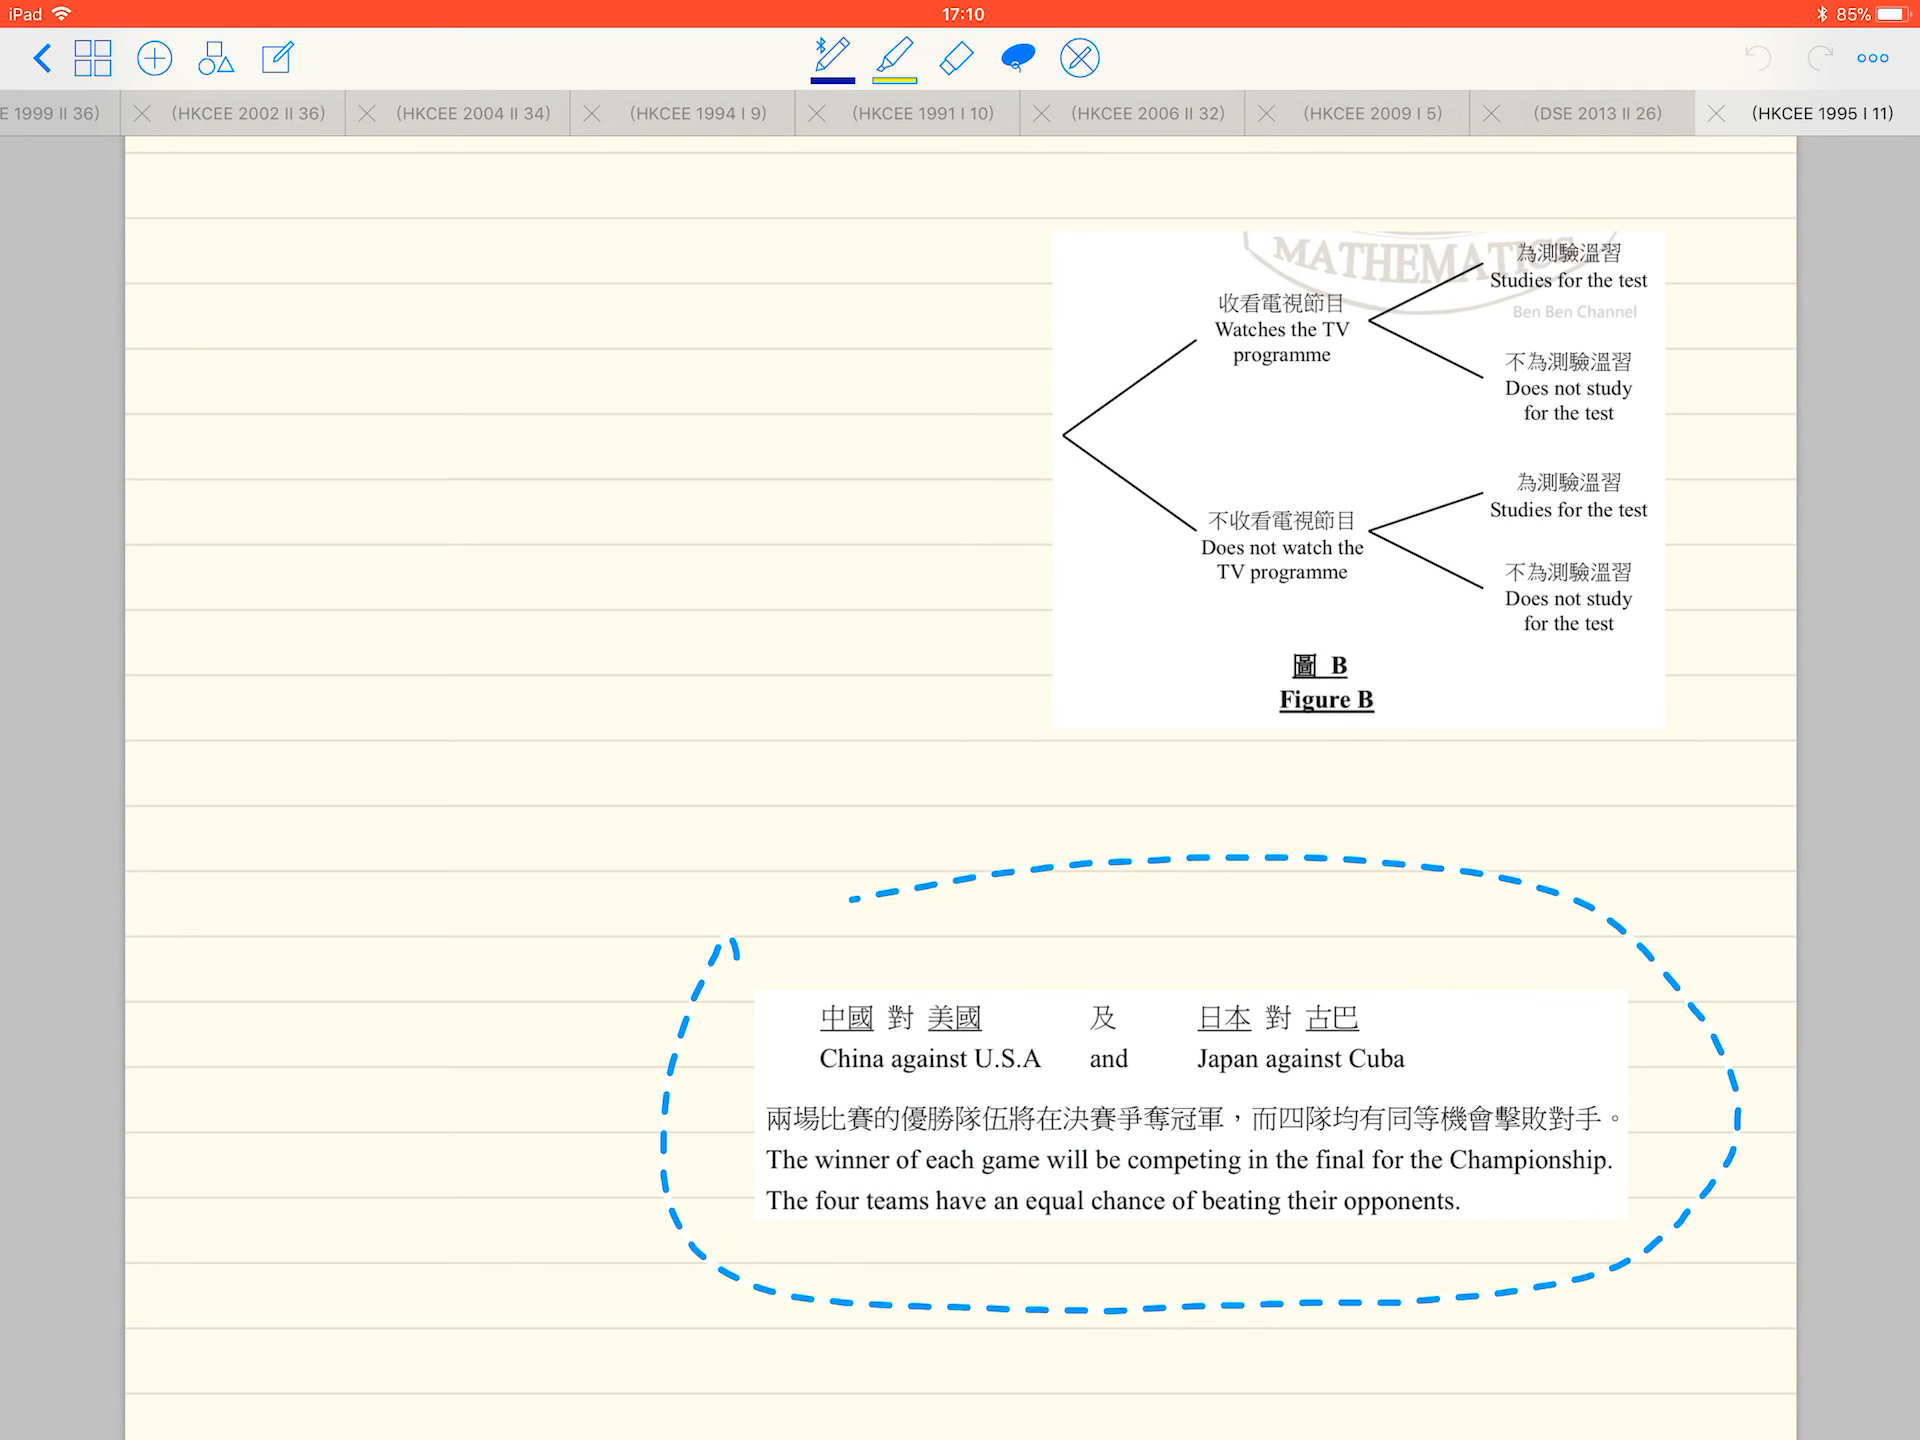 iPad 17:10 85%
E 1999 II 36) (HKCEE 2002 II 36) (HKCEE 2004 II 34) (HKCEE 1994 I 9) (HKCEE 1991 I 10) (HKCEE 2006 II 32) (HKCEE 2009 I 5) (DSE 2013 II 26) (HKCEE 1995 I 11)
MATHEMATICS
為測驗溫習
Studies for the test
Ben Ben Channel
收看電視節目
Watches the TV
programme
不為測驗溫習
Does not study
for the test
為測驗溫習
Studies for the test
不收看電視節目
Does not watch the
TV programme
不為測驗溫習
Does not study
for the test
圖 B
Figure B
中國 對 美國 及 日本 對 古巴
China against U.S.A and Japan against Cuba
兩場比賽的優勝隊伍將在決賽爭奪冠軍，而四隊均有同等機會擊敗對手。
The winner of each game will be competing in the final for the Championship.
The four teams have an equal chance of beating their opponents.